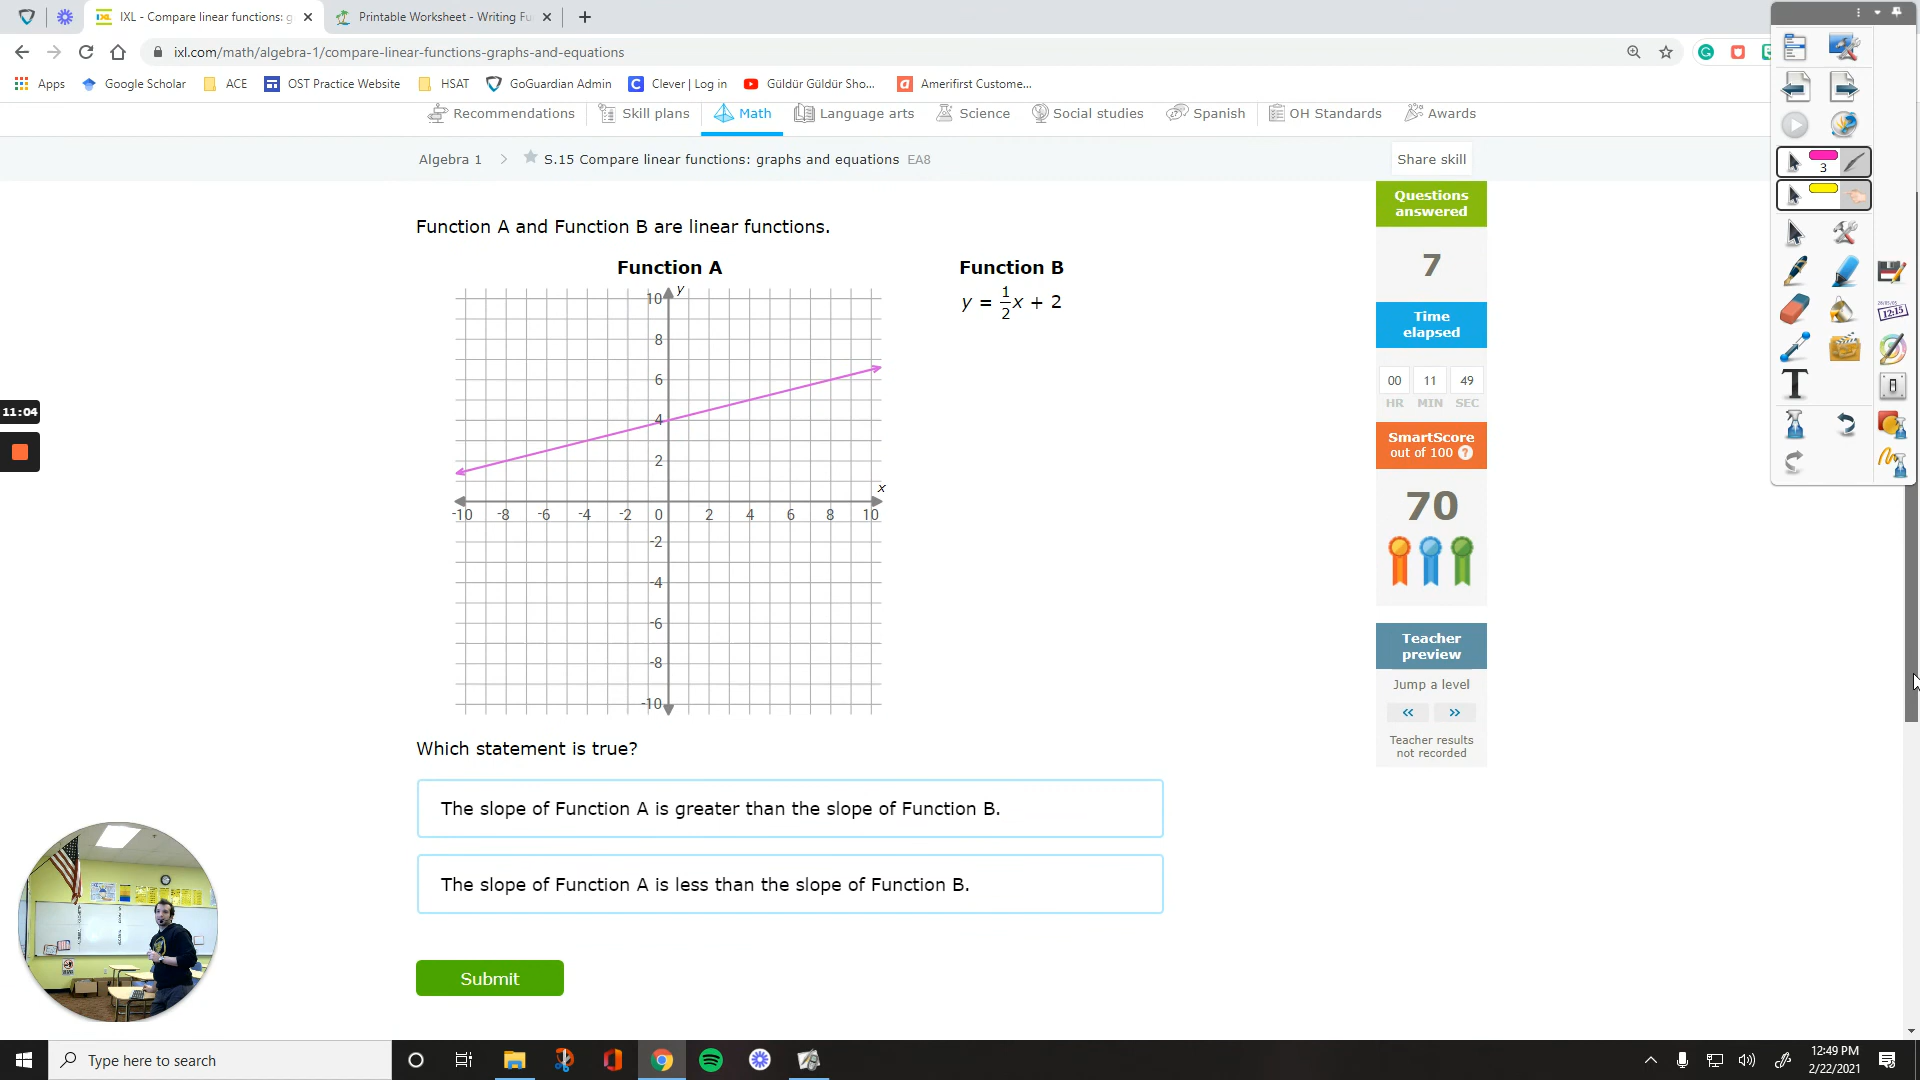 IXL - Compare linear functions: g
Printable Worksheet - Writing Fu
ixl.com/math/algebra-1/compare-linear-functions-graphs-and-equations
Apps
Google Scholar
ACE
OST Practice Website
HSAT
GoGuardian Admin
Clever | Log in
Güldür Güldür Sho...
Amerifirst Custome...
Recommendations
Skill plans
Math
Language arts
Science
Social studies
Spanish
OH Standards
Awards
Algebra 1 > S.15 Compare linear functions: graphs and equations EA8
Share skill
Function A and Function B are linear functions.
Function A
Function B
y = 1/2 x + 2
y
10
8
6
4
2
x
-10 -8 -6 -4 -2 0 2 4 6 8 10
-2
-4
-6
-8
-10
Which statement is true?
The slope of Function A is greater than the slope of Function B.
The slope of Function A is less than the slope of Function B.
Submit
Questions
answered
7
Time
elapsed
00 11 49
HR MIN SEC
SmartScore
out of 100 ?
70
Teacher
preview
Jump a level
« »
Teacher results
not recorded
3
12:15
T
11:04
Type here to search
12:49 PM
2/22/2021